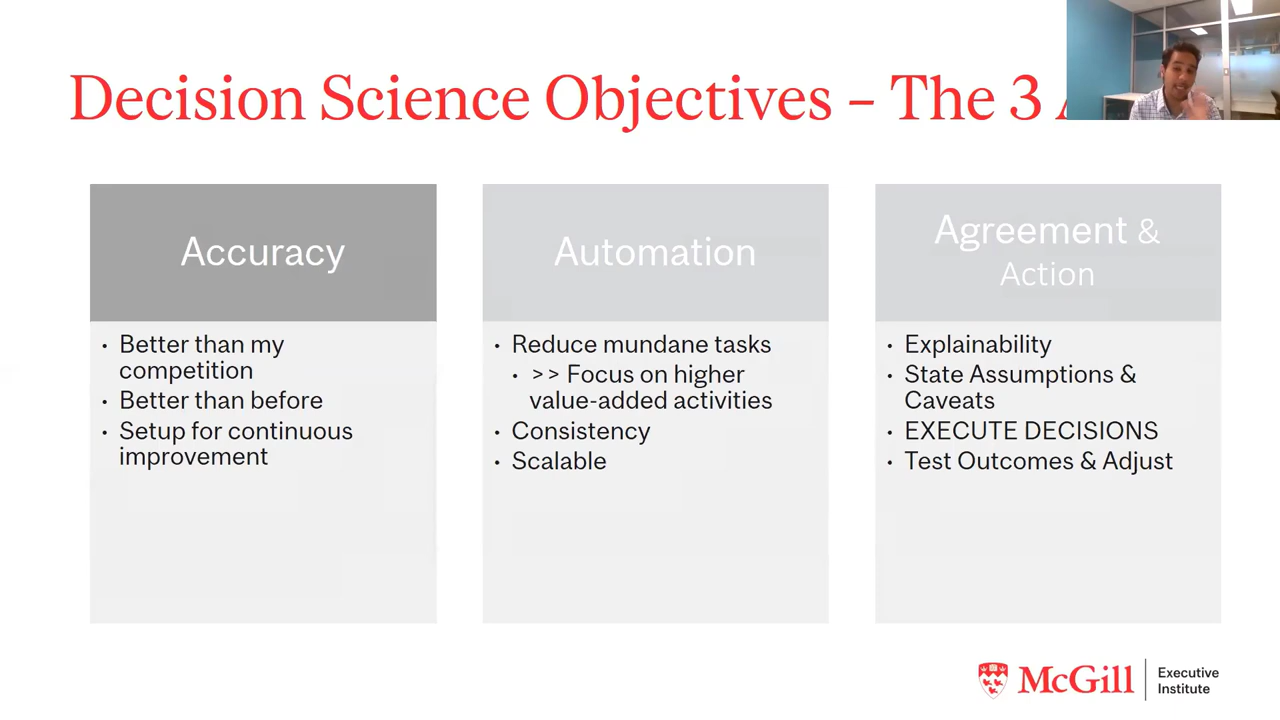 Decision Science Objectives – The 3
Accuracy
• Better than my
competition
• Better than before
• Setup for continuous
improvement
Automation
• Reduce mundane tasks
• >> Focus on higher
value-added activities
• Consistency
• Scalable
Agreement &
Action
• Explainability
• State Assumptions &
Caveats
• EXECUTE DECISIONS
• Test Outcomes & Adjust
McGill
Executive
Institute